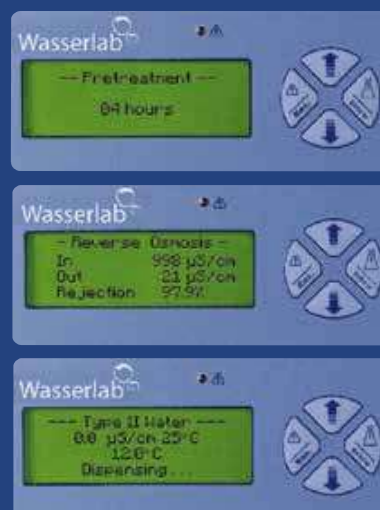 Wasserlab
-- Pretreatment --
04 hours
Wasserlab
- Reverse Osmosis -
In 998 µS/cm
Out 21 µS/cm
Rejection 97.9%
Wasserlab
--- Type II Water ---
0.0 µS/cm 25°C
12.0°C
Dispensing...